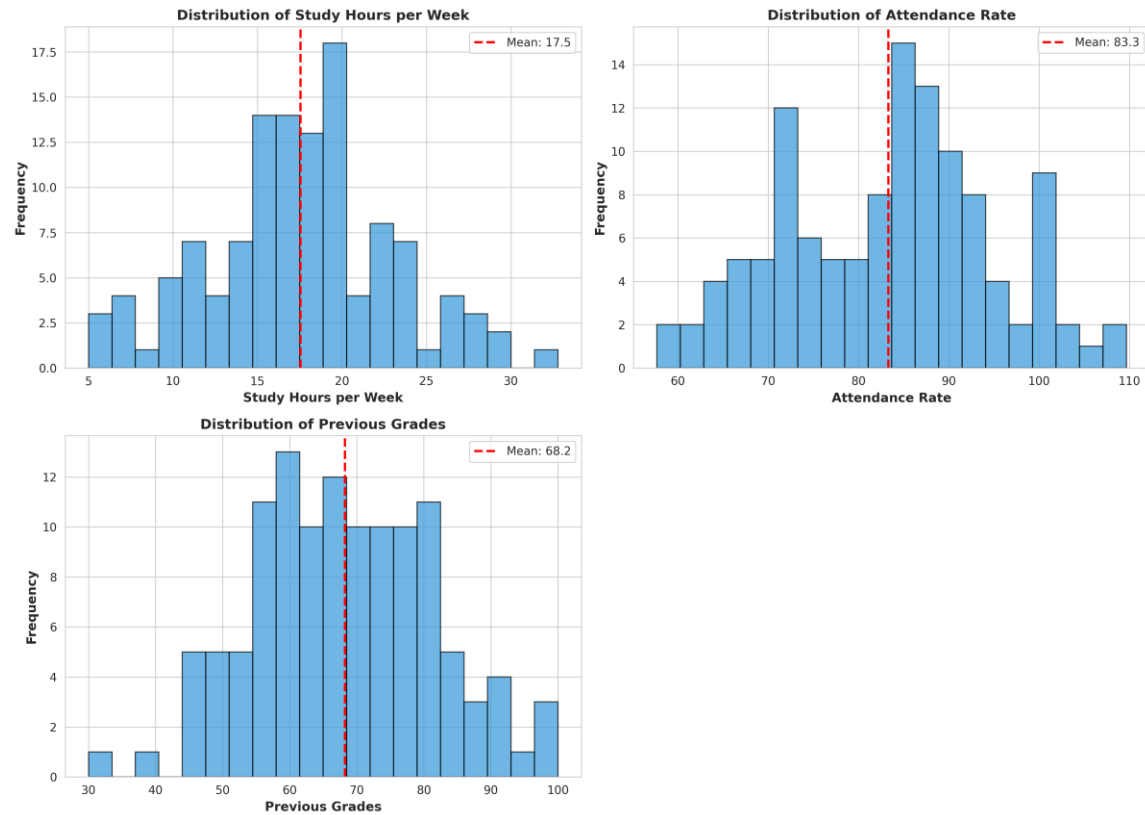 Distribution of Study Hours per Week
Mean: 17.5
17.5
15.0
12.5
10.0
7.5
5.0
2.5
0.0
Frequency
5 10 15 20 25 30
Study Hours per Week
Distribution of Attendance Rate
Mean: 83.3
14
12
10
8
6
4
2
0
Frequency
60 70 80 90 100 110
Attendance Rate
Distribution of Previous Grades
Mean: 68.2
12
10
8
6
4
2
0
Frequency
30 40 50 60 70 80 90 100
Previous Grades